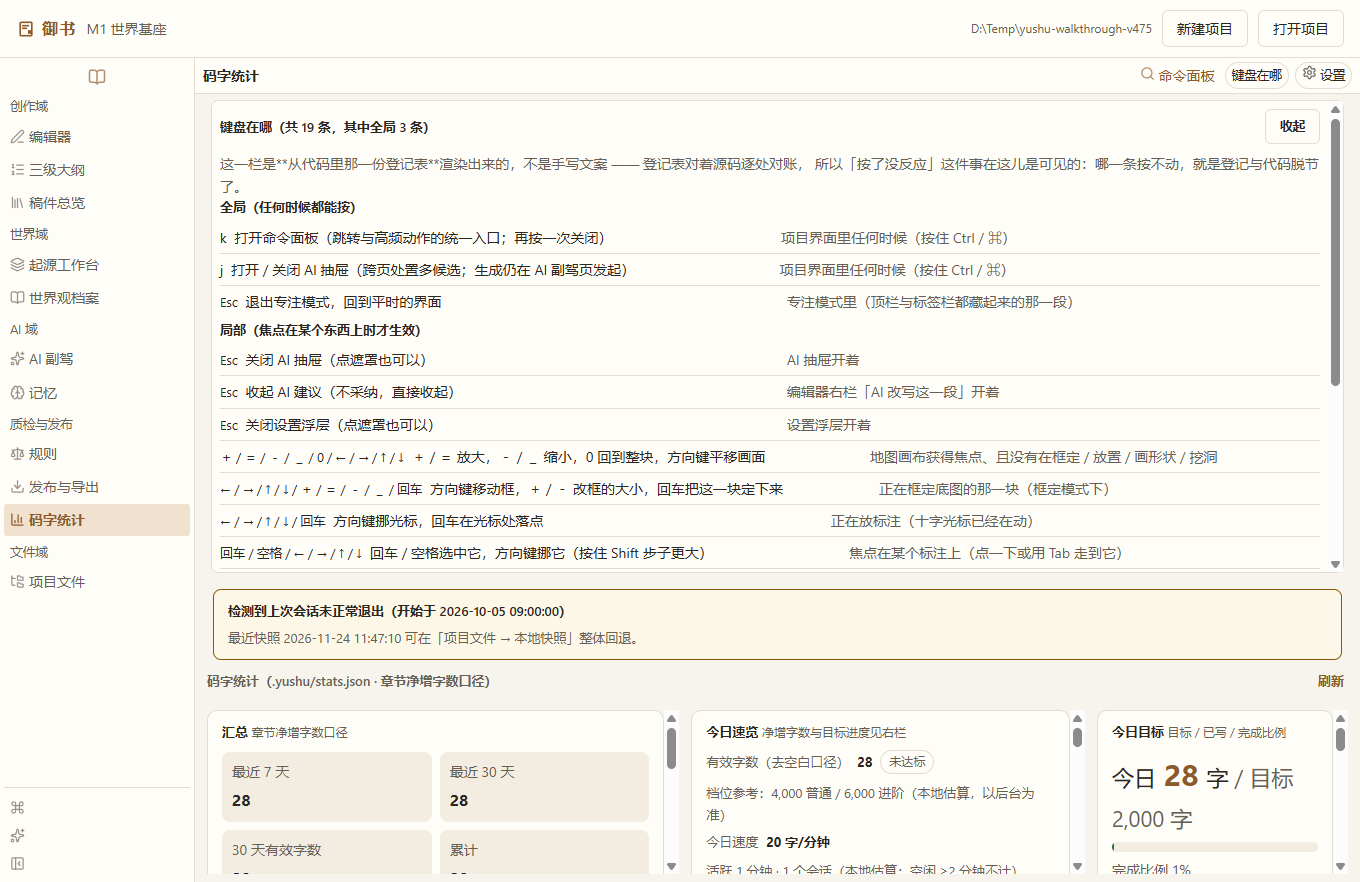 御书 M1 世界基座 D:\Temp\yushu-walkthrough-v475 新建项目 打开项目
码字统计 命令面板 键盘在哪 设置
创作域
编辑器
三级大纲
稿件总览
世界域
起源工作台
世界观档案
AI 域
AI 副驾
记忆
质检与发布
规则
发布与导出
码字统计
文件域
项目文件
键盘在哪（共 19 条，其中全局 3 条） 收起
这一栏是**从代码里那一份登记表**渲染出来的，不是手写文案 —— 登记表对着源码逐处对账， 所以「按了没反应」这件事在这儿是可见的：哪一条按不动，就是登记与代码脱节
了。
全局（任何时候都能按）
k 打开命令面板（跳转与高频动作的统一入口；再按一次关闭） 项目界面里任何时候（按住 Ctrl / ⌘）
j 打开 / 关闭 AI 抽屉（跨页处置多候选；生成仍在 AI 副驾页发起） 项目界面里任何时候（按住 Ctrl / ⌘）
Esc 退出专注模式，回到平时的界面 专注模式里（顶栏与标签栏都藏起来的那一段）
局部（焦点在某个东西上时才生效）
Esc 关闭 AI 抽屉（点遮罩也可以） AI 抽屉开着
Esc 收起 AI 建议（不采纳，直接收起） 编辑器右栏「AI 改写这一段」开着
Esc 关闭设置浮层（点遮罩也可以） 设置浮层开着
+ / = / - / _ / 0 / ← / → / ↑ / ↓ + / = 放大， - / _ 缩小，0 回到整块，方向键平移画面 地图画布获得焦点、且没有在框定 / 放置 / 画形状 / 挖洞
← / → / ↑ / ↓ / + / = / - / _ / 回车 方向键移动框， + / - 改框的大小，回车把这一块定下来 正在框定底图的那一块（框定模式下）
← / → / ↑ / ↓ / 回车 方向键挪光标，回车在光标处落点 正在放标注（十字光标已经在动）
回车 / 空格 / ← / → / ↑ / ↓ 回车 / 空格选中它，方向键挪它（按住 Shift 步子更大） 焦点在某个标注上（点一下或用 Tab 走到它）
检测到上次会话未正常退出（开始于 2026-10-05 09:00:00）
最近快照 2026-11-24 11:47:10 可在「项目文件 → 本地快照」整体回退。
码字统计（.yushu/stats.json · 章节净增字数口径） 刷新
汇总 章节净增字数口径
最近 7 天
28
最近 30 天
28
30 天有效字数
累计
今日速览 净增字数与目标进度见右栏
有效字数（去空白口径） 28 未达标
档位参考：4,000 普通 / 6,000 进阶（本地估算，以后台为
准）
今日速度 20 字/分钟
活跃 1 分钟 · 1 个会话（本地估算；空闲 >2 分钟不计）
今日目标 目标 / 已写 / 完成比例
今日 28 字 / 目标
2,000 字
完成比例 1%